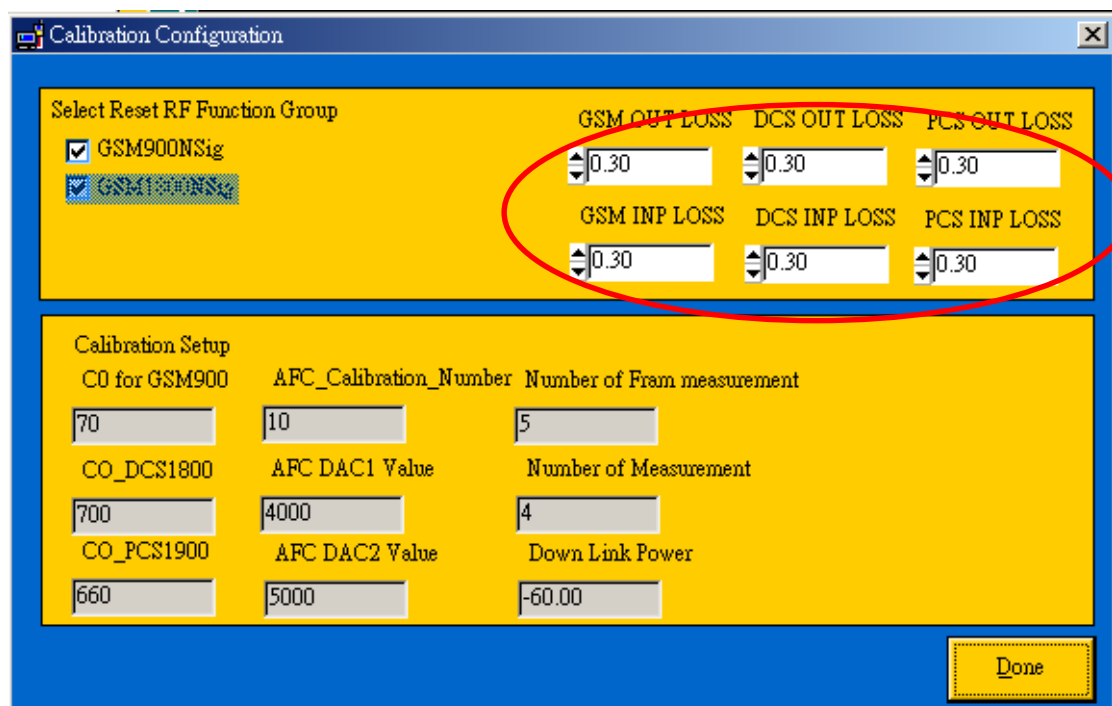 Calibration Configuration
Select Reset RF Function Group
GSM900NSig
GSM1800NSig
GSM OUT LOSS DCS OUT LOSS PCS OUT LOSS
0.30 0.30 0.30
GSM INP LOSS DCS INP LOSS PCS INP LOSS
0.30 0.30 0.30
Calibration Setup
C0 for GSM900 AFC_Calibration_Number Number of Fram measurement
70 10 5
CO_DCS1800 AFC DAC1 Value Number of Measurement
700 4000 4
CO_PCS1900 AFC DAC2 Value Down Link Power
660 5000 -60.00
Done